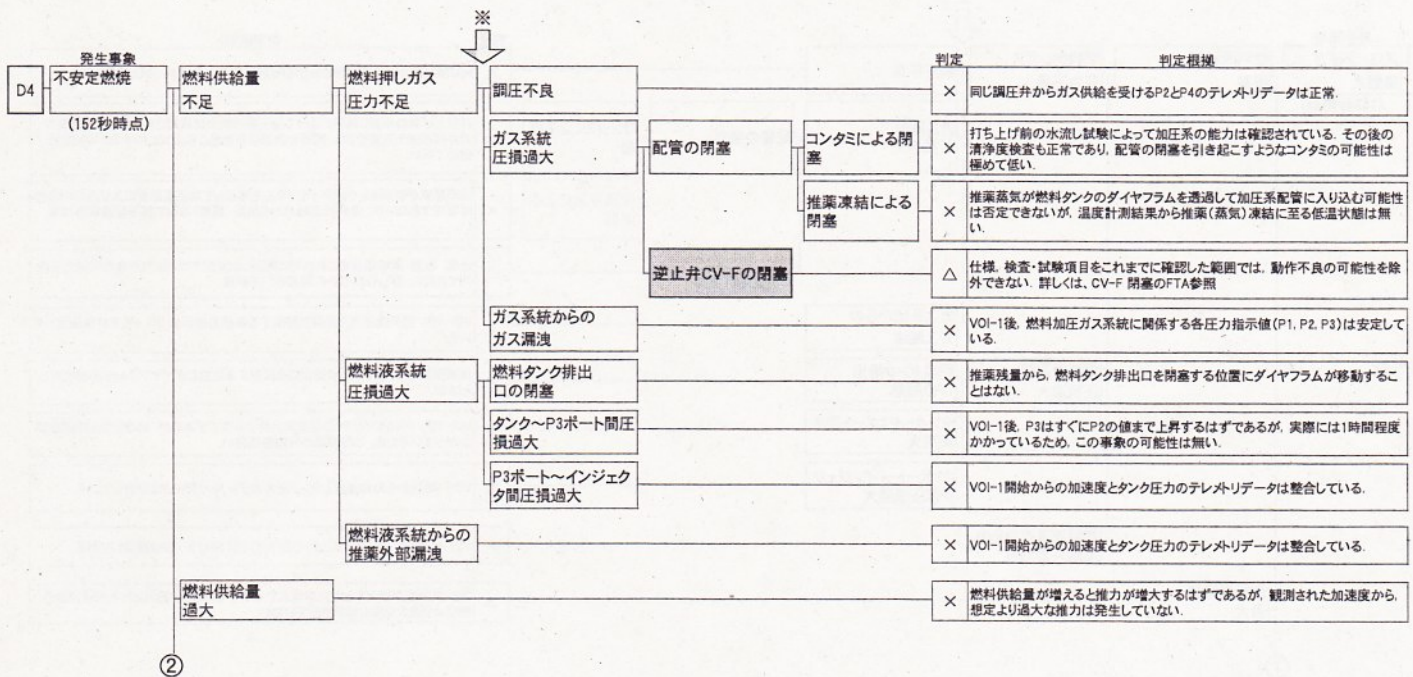 ※
発生事象
判定
判定根拠
D4
不安定燃焼
(152秒時点)
燃料供給量
不足
燃料押しガス
圧力不足
調圧不良
×
同じ調圧弁からガス供給を受けるP2とP4のテレメトリデータは正常.
ガス系統
圧損過大
配管の閉塞
コンタミによる閉
塞
×
打ち上げ前の水流し試験によって加圧系の能力は確認されている. その後の
清浄度検査も正常であり, 配管の閉塞を引き起こすようなコンタミの可能性は
極めて低い.
推薬凍結による
閉塞
×
推薬蒸気が燃料タンクのダイヤフラムを透過して加圧系配管に入り込む可能性
は否定できないが, 温度計測結果から推薬(蒸気)凍結に至る低温状態は無
い.
逆止弁CV-Fの閉塞
△
仕様, 検査・試験項目をこれまでに確認した範囲では, 動作不良の可能性を除
外できない. 詳しくは、CV-F 閉塞のFTA参照
ガス系統からの
ガス漏洩
×
VOI-1後, 燃料加圧ガス系統に関係する各圧力指示値(P1, P2, P3)は安定して
いる.
燃料液系統
圧損過大
燃料タンク排出
口の閉塞
×
推薬残量から, 燃料タンク排出口を閉塞する位置にダイヤフラムが移動するこ
とはない.
タンク～P3ポート間圧
損過大
×
VOI-1後, P3はすぐにP2の値まで上昇するはずであるが, 実際には1時間程度
かかっているため, この事象の可能性は無い.
P3ポート～インジェク
タ間圧損過大
×
VOI-1開始からの加速度とタンク圧力のテレメトリデータは整合している.
燃料液系統からの
推薬外部漏洩
×
VOI-1開始からの加速度とタンク圧力のテレメトリデータは整合している.
燃料供給量
過大
×
燃料供給量が増えると推力が増大するはずであるが, 観測された加速度から,
想定より過大な推力は発生していない.
②